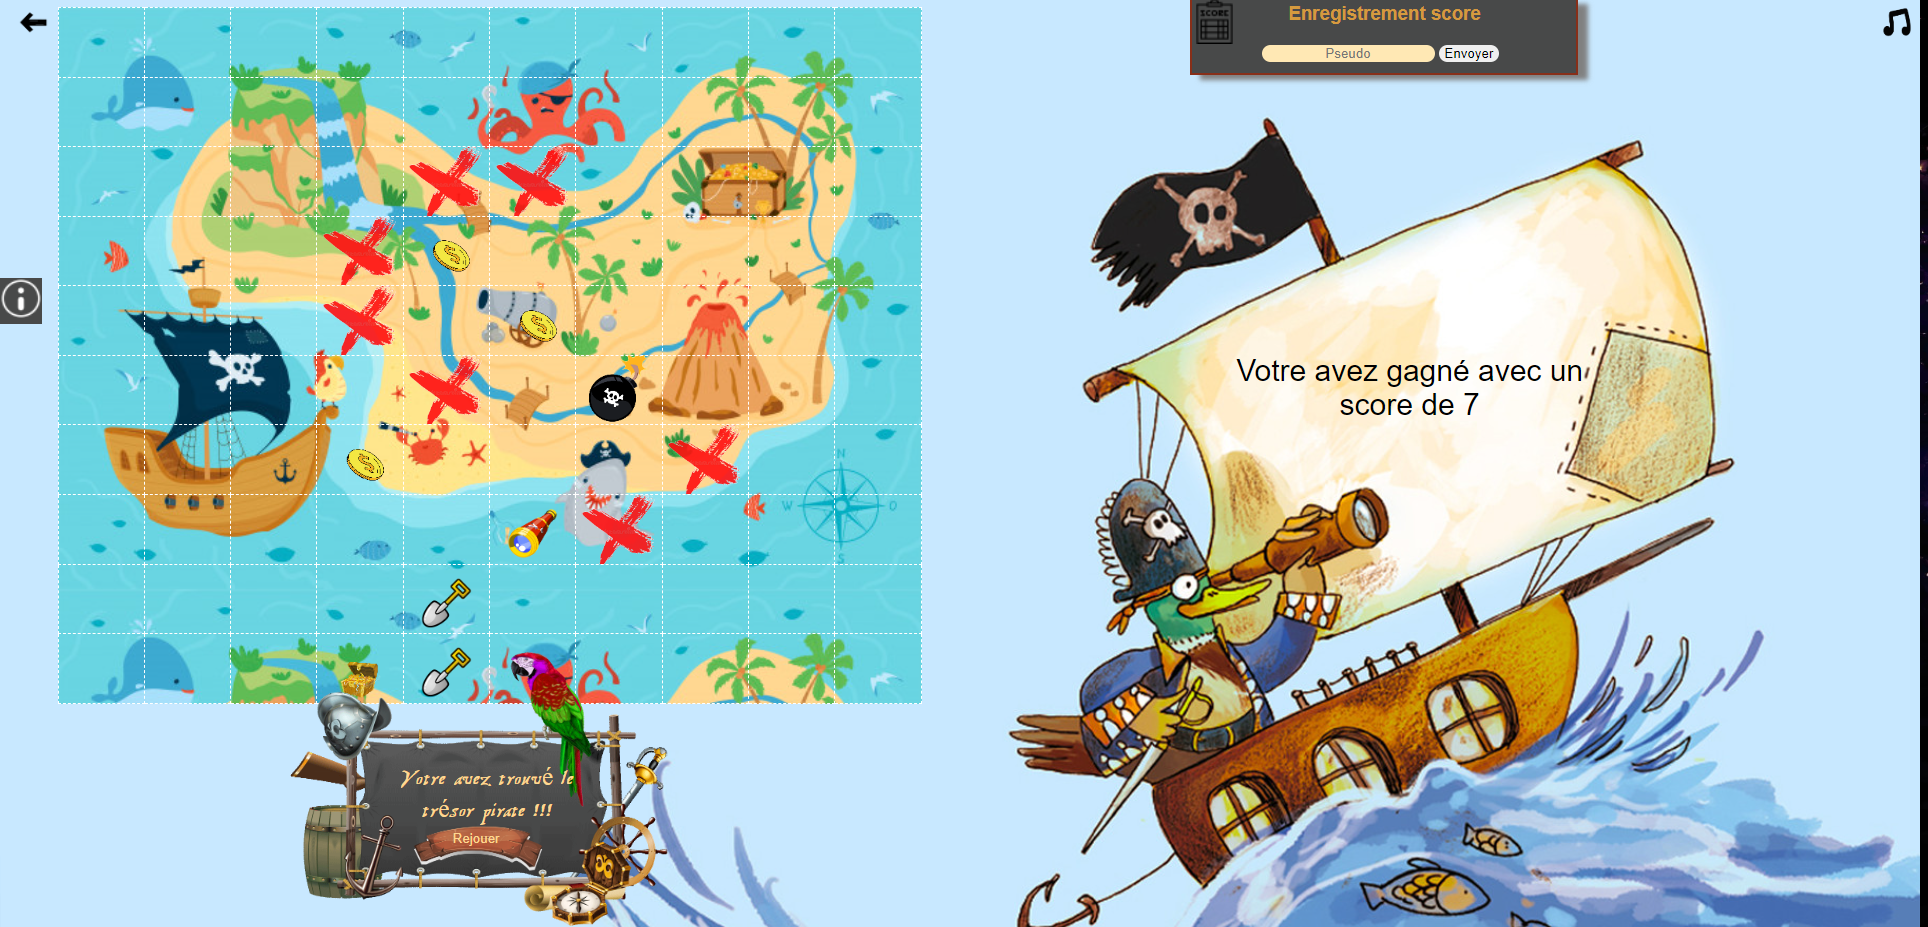 SCORE
Enregistrement score
Pseudo
Envoyer
Votre avez gagné avec un
score de 7
N
W
O
S
Votre avez trouvé le
trésor pirate !!!
Rejouer